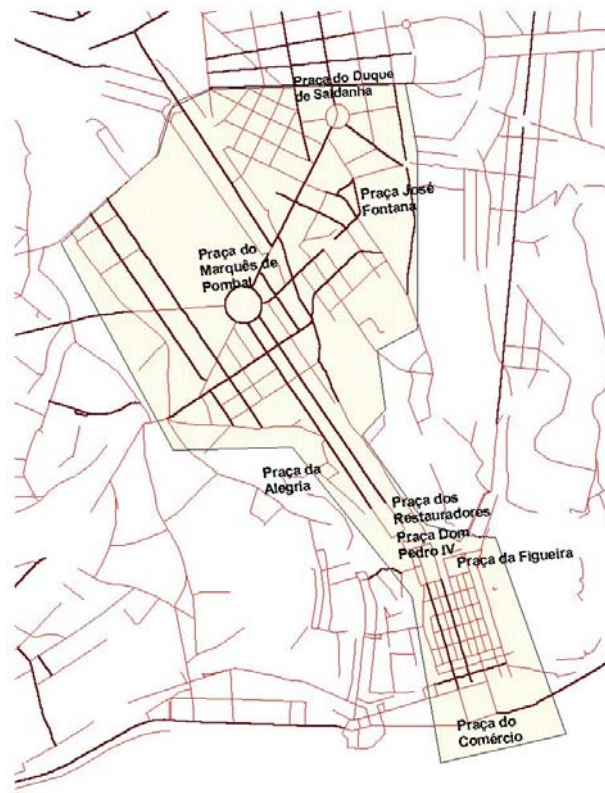 Praça do Duque
de Saldanha
Praça José
Fontana
Praça do
Marquês de
Pombal
Praça da
Alegria
Praça dos
Restauradores
Praça Dom
Pedro IV
Praça da Figueira
Praça do
Comércio